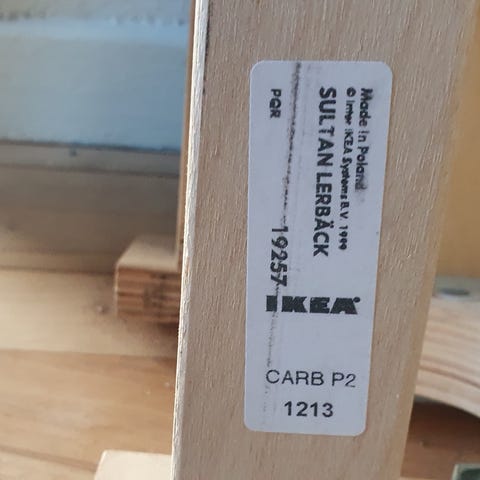 Made in Poland
© Inter IKEA Systems B.V. 1999
SULTAN LERBÄCK
PQR
19257
IKEA
CARB P2
1213